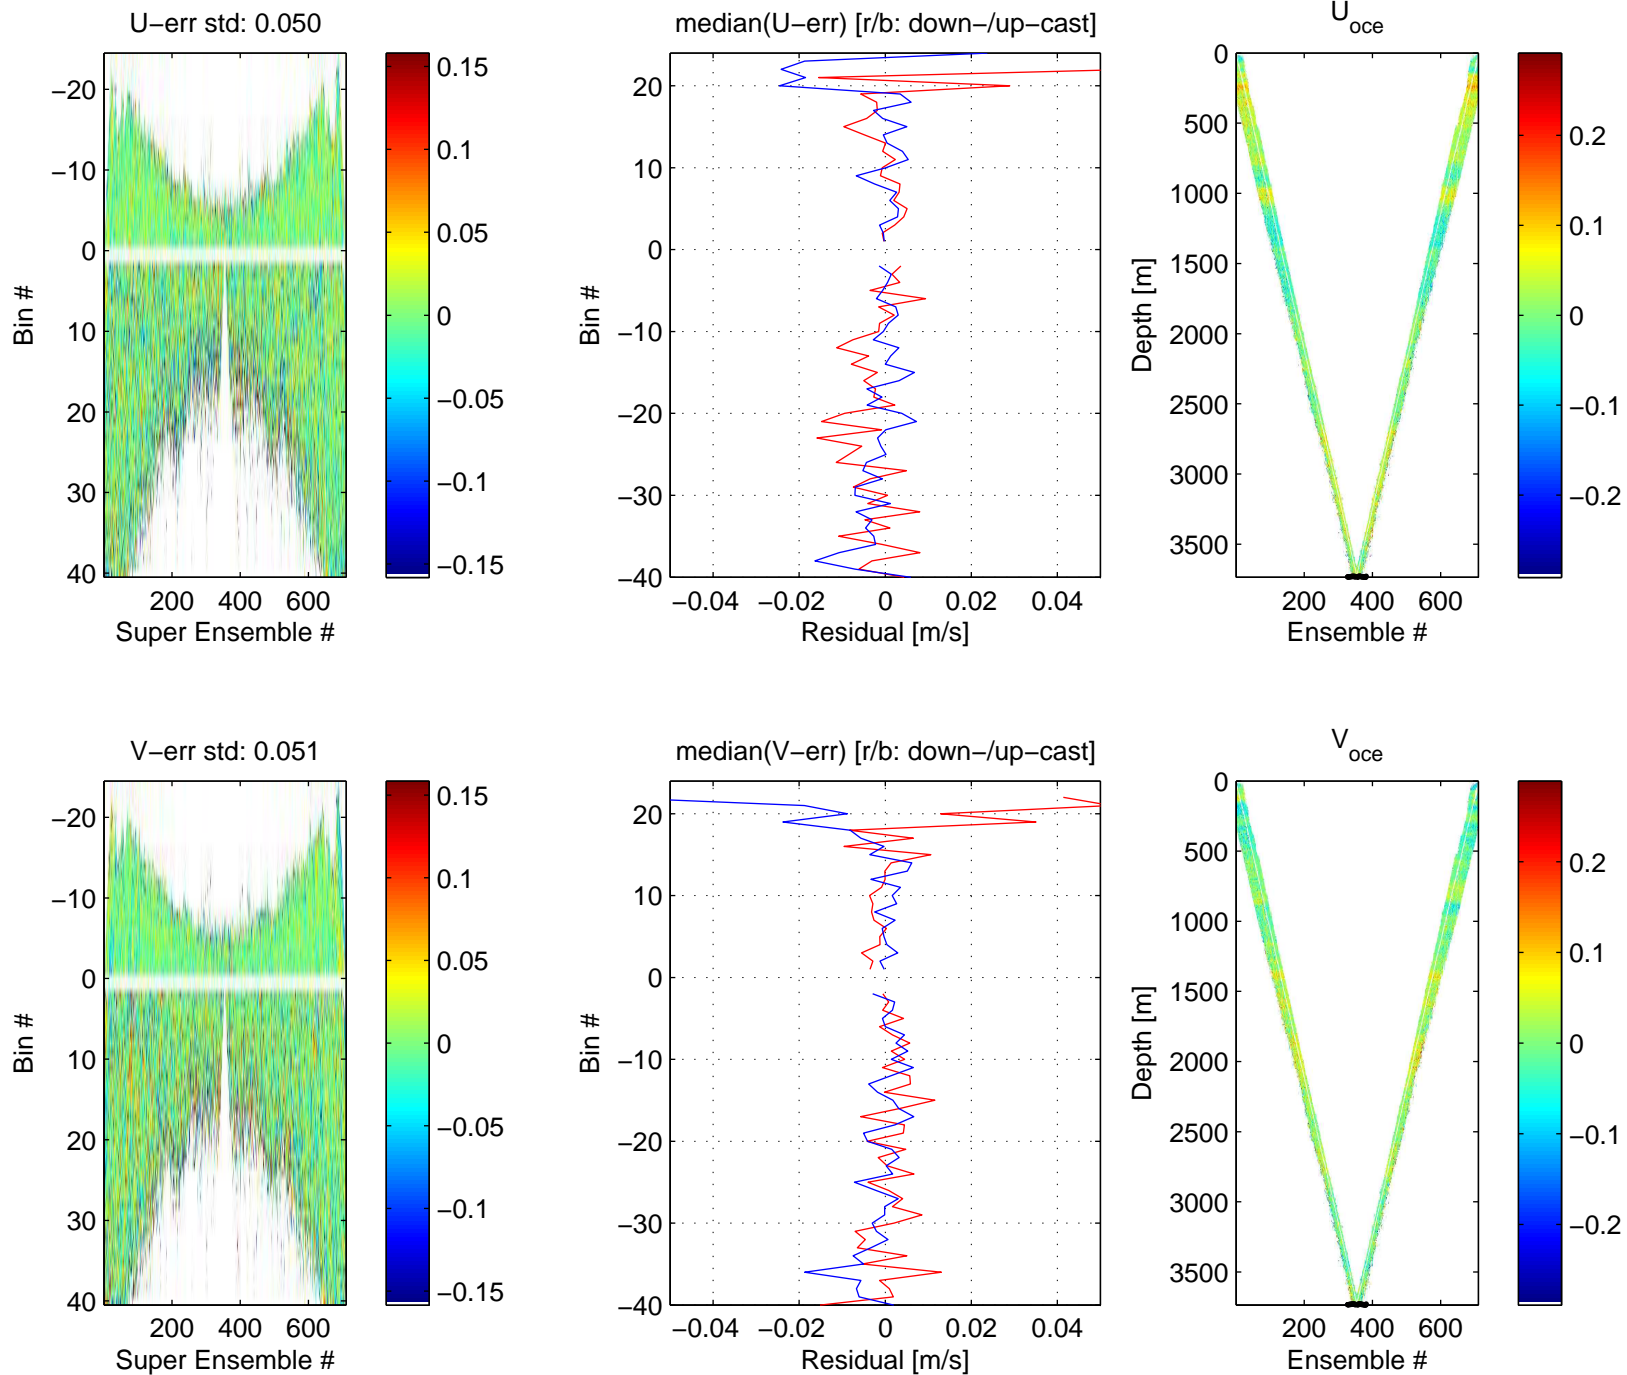 U−err std: 0.050
−20
−10
0
10
20
30
40
Bin #
200 400 600
Super Ensemble #
0.15
0.1
0.05
0
−0.05
−0.1
−0.15
median(U−err) [r/b: down−/up−cast]
20
10
0
−10
−20
−30
−40
Bin #
−0.04 −0.02 0 0.02 0.04
Residual [m/s]
U_oce
0
500
1000
1500
2000
2500
3000
3500
Depth [m]
200 400 600
Ensemble #
0.2
0.1
0
−0.1
−0.2
V−err std: 0.051
−20
−10
0
10
20
30
40
Bin #
200 400 600
Super Ensemble #
0.15
0.1
0.05
0
−0.05
−0.1
−0.15
median(V−err) [r/b: down−/up−cast]
20
10
0
−10
−20
−30
−40
Bin #
−0.04 −0.02 0 0.02 0.04
Residual [m/s]
V_oce
0
500
1000
1500
2000
2500
3000
3500
Depth [m]
200 400 600
Ensemble #
0.2
0.1
0
−0.1
−0.2